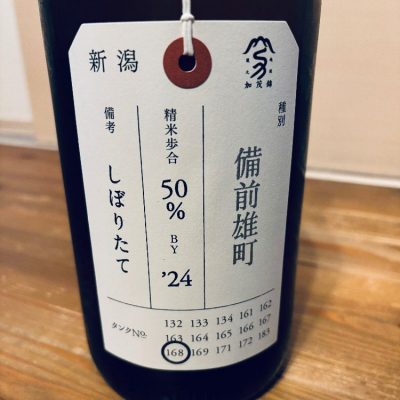 新潟
加茂錦
種別
備前雄町
精米歩合
50%
BY
’24
備考
しぼりたて
タンクNo.
132 133 134 161 162
163 164 165 166 167
168 169 171 172 183